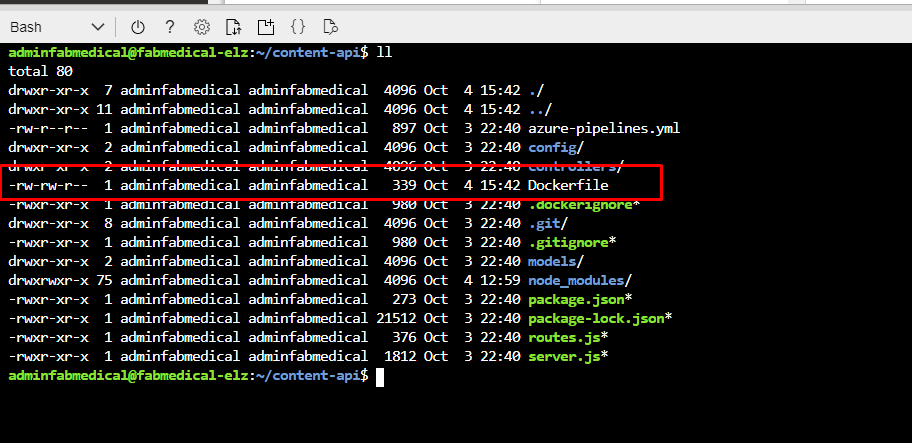 Bash
adminfabmedical@fabmedical-elz:~/content-api$ ll
total 80
drwxr-xr-x  7 adminfabmedical adminfabmedical  4096 Oct  4 15:42 ./
drwxr-xr-x 11 adminfabmedical adminfabmedical  4096 Oct  4 15:42 ../
-rw-r--r--  1 adminfabmedical adminfabmedical   897 Oct  3 22:40 azure-pipelines.yml
drwxr-xr-x  2 adminfabmedical adminfabmedical  4096 Oct  3 22:40 config/
drwxr-xr-x  2 adminfabmedical adminfabmedical  4096 Oct  3 22:40 controllers/
-rw-rw-r--  1 adminfabmedical adminfabmedical   339 Oct  4 15:42 Dockerfile
-rwxr-xr-x  1 adminfabmedical adminfabmedical   980 Oct  3 22:40 .dockerignore*
drwxr-xr-x  8 adminfabmedical adminfabmedical  4096 Oct  3 22:40 .git/
-rwxr-xr-x  1 adminfabmedical adminfabmedical   980 Oct  3 22:40 .gitignore*
drwxr-xr-x  2 adminfabmedical adminfabmedical  4096 Oct  3 22:40 models/
drwxrwxr-x 75 adminfabmedical adminfabmedical  4096 Oct  4 12:59 node_modules/
-rwxr-xr-x  1 adminfabmedical adminfabmedical   273 Oct  3 22:40 package.json*
-rwxr-xr-x  1 adminfabmedical adminfabmedical 21512 Oct  3 22:40 package-lock.json*
-rwxr-xr-x  1 adminfabmedical adminfabmedical   376 Oct  3 22:40 routes.js*
-rwxr-xr-x  1 adminfabmedical adminfabmedical  1812 Oct  3 22:40 server.js*
adminfabmedical@fabmedical-elz:~/content-api$